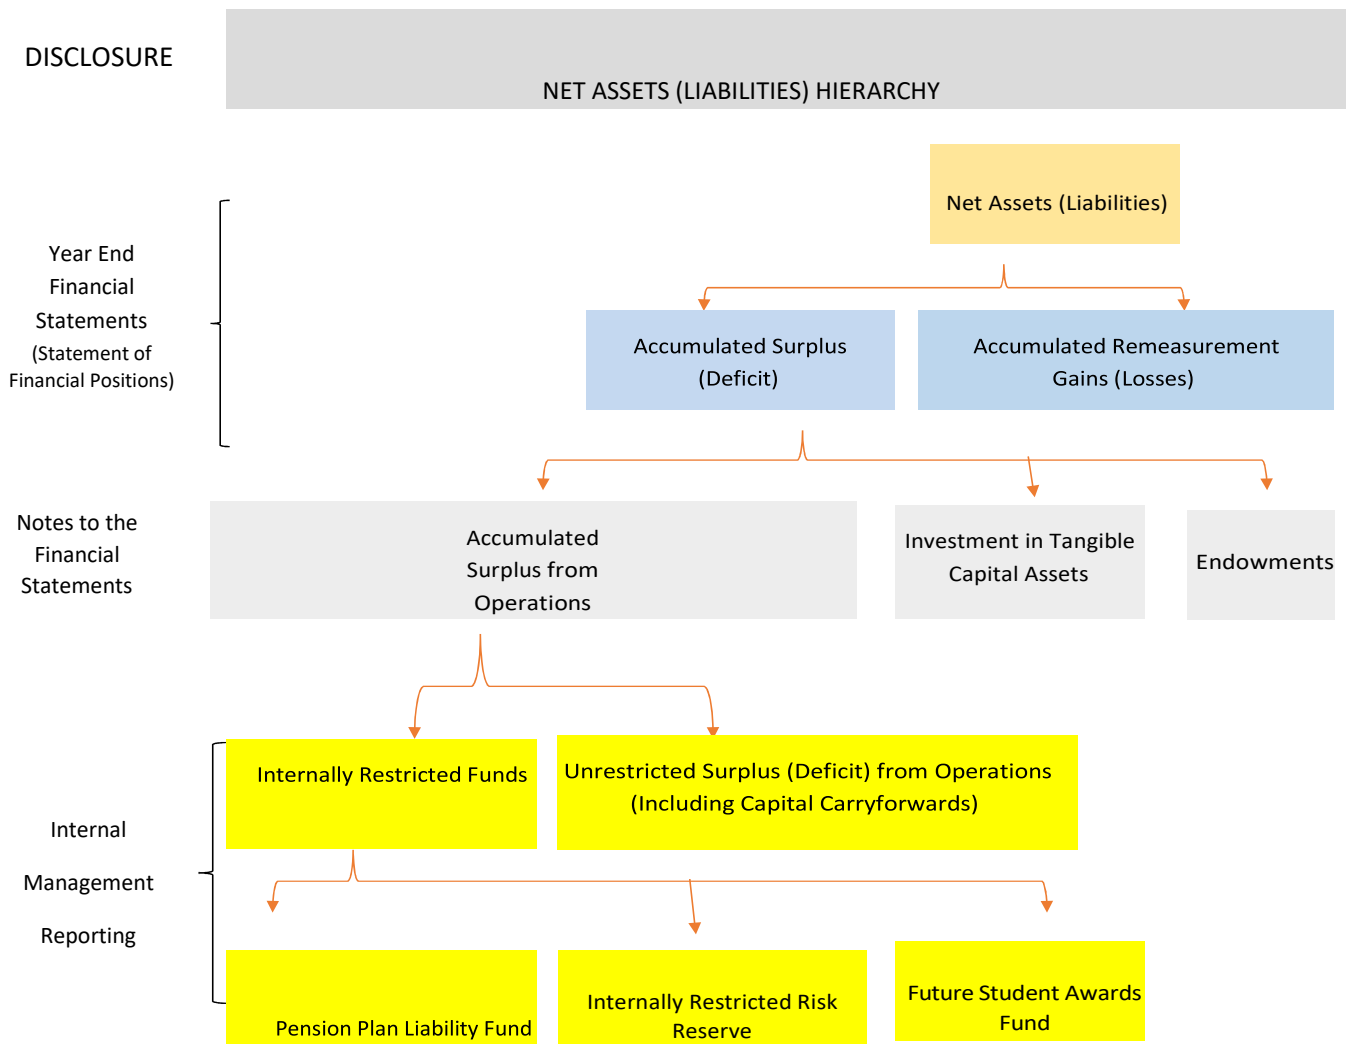 DISCLOSURE
NET ASSETS (LIABILITIES) HIERARCHY
Net Assets (Liabilities)
Year End
Financial
Statements
(Statement of
Financial Positions)
Accumulated Surplus
(Deficit)
Accumulated Remeasurement
Gains (Losses)
Notes to the
Financial
Statements
Accumulated
Surplus from
Operations
Investment in Tangible
Capital Assets
Endowments
Internal
Management
Reporting
Internally Restricted Funds
Unrestricted Surplus (Deficit) from Operations
(Including Capital Carryforwards)
Pension Plan Liability Fund
Internally Restricted Risk
Reserve
Future Student Awards
Fund